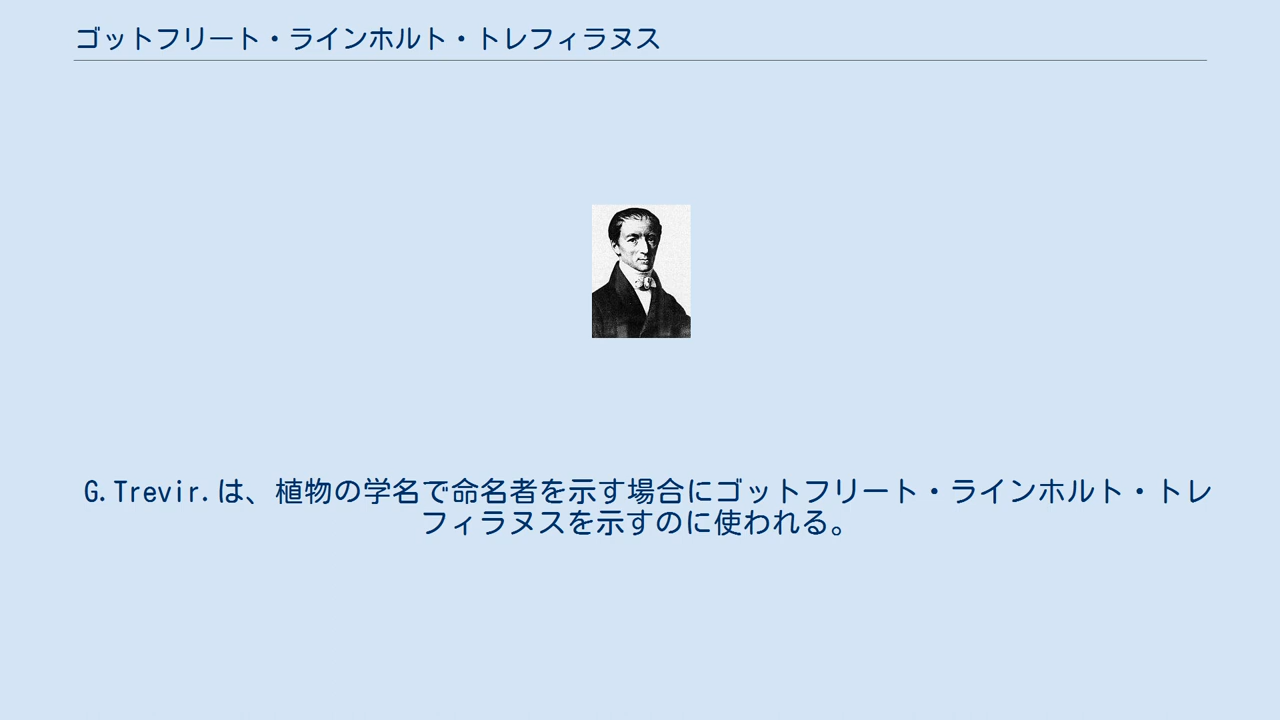 ゴットフリート・ラインホルト・トレフィラヌス
G.Trevir.は、植物の学名で命名者を示す場合にゴットフリート・ラインホルト・トレ
フィラヌスを示すのに使われる。